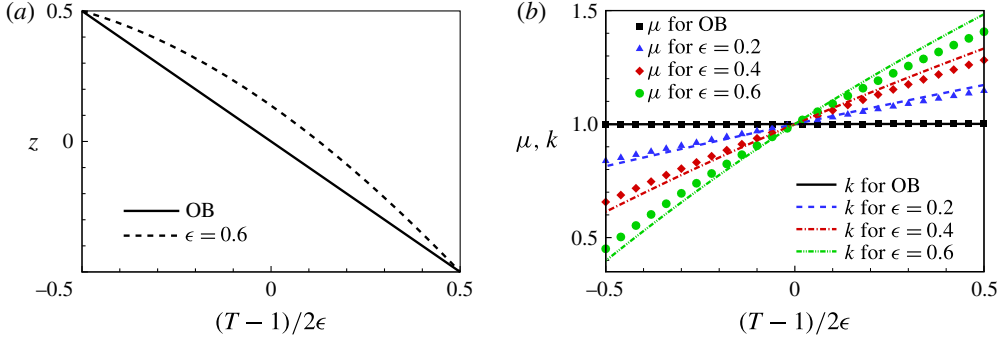 (a)
0.5
z
0
OB
ϵ = 0.6
–0.5
0
0.5
(T − 1)/2ϵ
(b)
1.5
μ for OB
μ for ϵ = 0.2
μ for ϵ = 0.4
μ for ϵ = 0.6
μ, k
1.0
k for OB
k for ϵ = 0.2
k for ϵ = 0.4
k for ϵ = 0.6
0.5
–0.5
0
0.5
(T − 1)/2ϵ